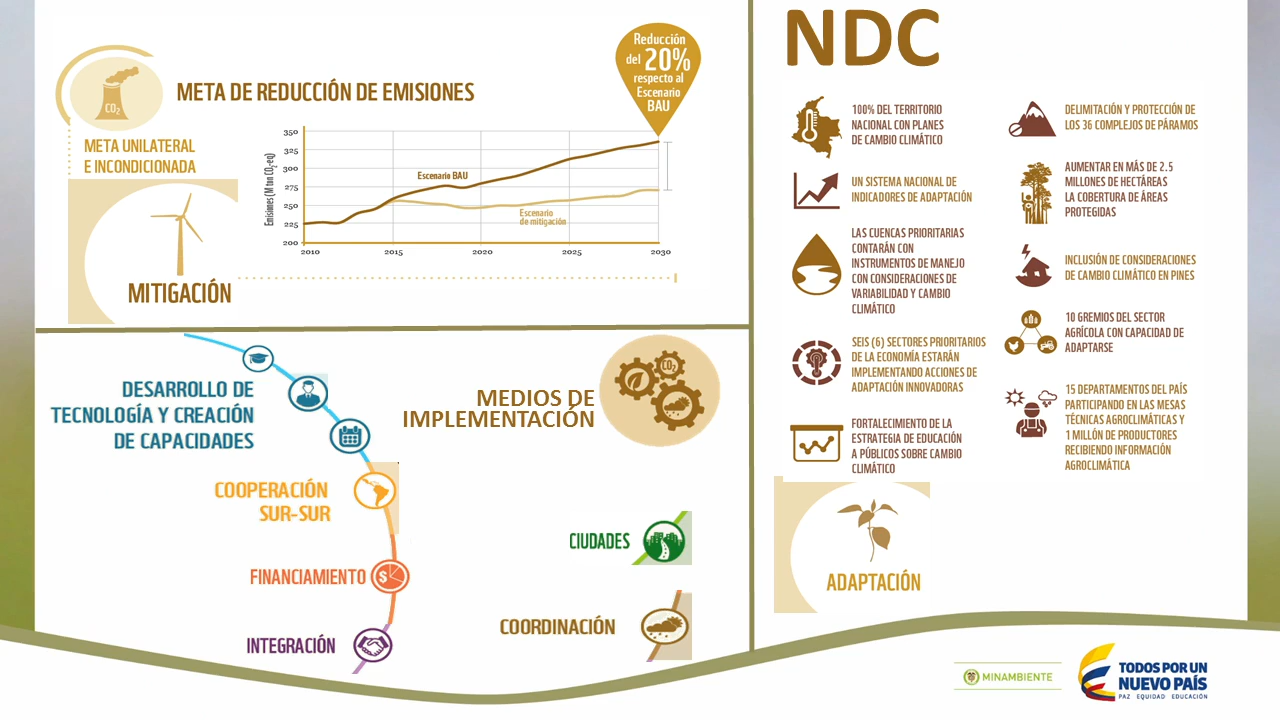 META DE REDUCCIÓN DE EMISIONES
CO2
META UNILATERAL
E INCONDICIONADA
Reducción
del 20%
respecto al
Escenario
BAU
Emisiones (M ton CO2-eq)
350
325
300
275
250
225
200
Escenario BAU
Escenario
de mitigación
2010
2015
2020
2025
2030
MITIGACIÓN
DESARROLLO DE
TECNOLOGÍA Y CREACIÓN
DE CAPACIDADES
COOPERACIÓN
SUR-SUR
FINANCIAMIENTO
$
INTEGRACIÓN
MEDIOS DE
IMPLEMENTACIÓN
CO2
CIUDADES
COORDINACIÓN
NDC
100% DEL TERRITORIO
NACIONAL CON PLANES
DE CAMBIO CLIMÁTICO
UN SISTEMA NACIONAL DE
INDICADORES DE ADAPTACIÓN
LAS CUENCAS PRIORITARIAS
CONTARÁN CON
INSTRUMENTOS DE MANEJO
CON CONSIDERACIONES DE
VARIABILIDAD Y CAMBIO
CLIMÁTICO
SEIS (6) SECTORES PRIORITARIOS
DE LA ECONOMÍA ESTARÁN
IMPLEMENTANDO ACCIONES DE
ADAPTACIÓN INNOVADORAS
FORTALECIMIENTO DE LA
ESTRATEGIA DE EDUCACIÓN
A PÚBLICOS SOBRE CAMBIO
CLIMÁTICO
DELIMITACIÓN Y PROTECCIÓN DE
LOS 36 COMPLEJOS DE PÁRAMOS
AUMENTAR EN MÁS DE 2.5
MILLONES DE HECTÁREAS
LA COBERTURA DE ÁREAS
PROTEGIDAS
INCLUSIÓN DE CONSIDERACIONES
DE CAMBIO CLIMÁTICO EN PINES
10 GREMIOS DEL SECTOR
AGRÍCOLA CON CAPACIDAD DE
ADAPTARSE
15 DEPARTAMENTOS DEL PAÍS
PARTICIPANDO EN LAS MESAS
TÉCNICAS AGROCLIMÁTICAS Y
1 MILLÓN DE PRODUCTORES
RECIBIENDO INFORMACIÓN
AGROCLIMÁTICA
ADAPTACIÓN
MINAMBIENTE
TODOS POR UN
NUEVO PAÍS
PAZ EQUIDAD EDUCACIÓN